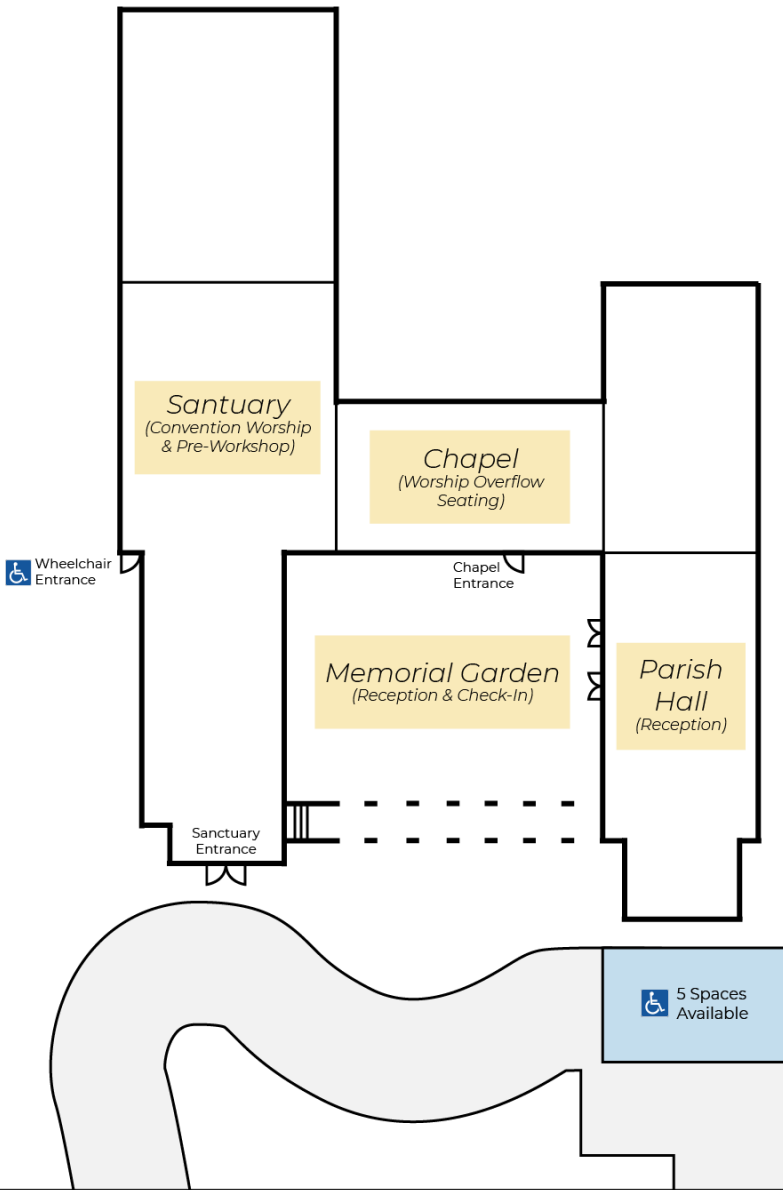 Santuary
(Convention Worship
& Pre-Workshop)
Chapel
(Worship Overflow
Seating)
Wheelchair
Entrance
Chapel
Entrance
Memorial Garden
(Reception & Check-In)
Parish
Hall
(Reception)
Sanctuary
Entrance
5 Spaces
Available